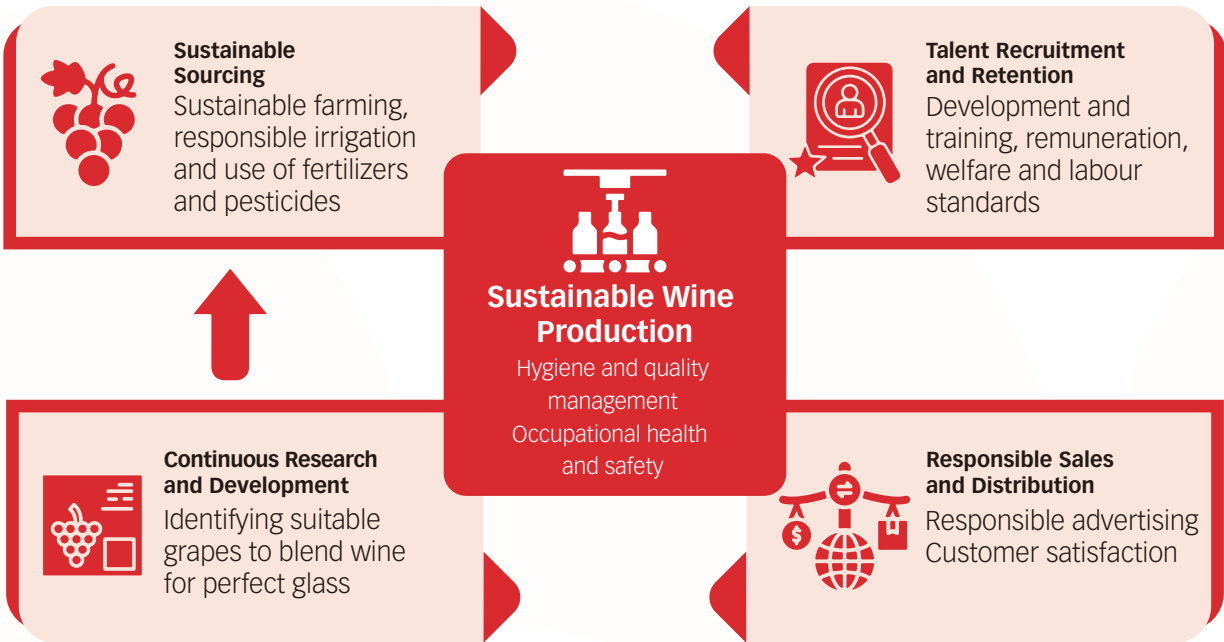 Sustainable
Sourcing
Sustainable farming,
responsible irrigation
and use of fertilizers
and pesticides
Talent Recruitment
and Retention
Development and
training, remuneration,
welfare and labour
standards
Sustainable Wine
Production
Hygiene and quality
management
Occupational health
and safety
Continuous Research
and Development
Identifying suitable
grapes to blend wine
for perfect glass
Responsible Sales
and Distribution
Responsible advertising
Customer satisfaction
$